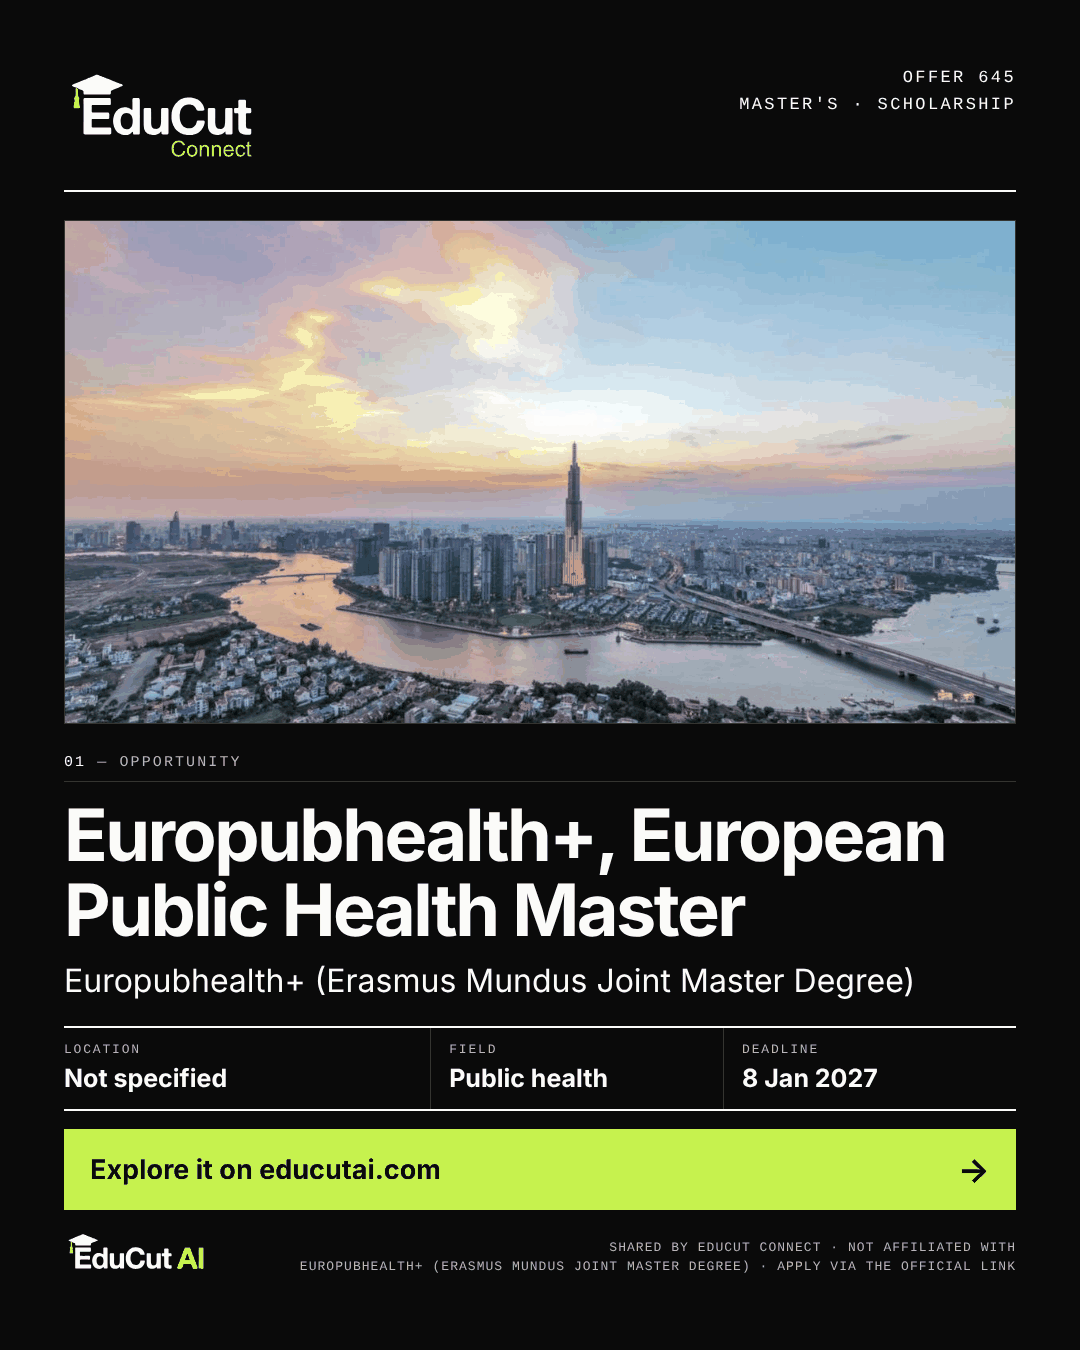 EduCut
Connect
OFFER 645
MASTER'S · SCHOLARSHIP
01 — OPPORTUNITY
Europubhealth+, European
Public Health Master
Europubhealth+ (Erasmus Mundus Joint Master Degree)
LOCATION
Not specified
FIELD
Public health
DEADLINE
8 Jan 2027
Explore it on educutai.com →
EduCut AI
SHARED BY EDUCUT CONNECT · NOT AFFILIATED WITH
EUROPUBHEALTH+ (ERASMUS MUNDUS JOINT MASTER DEGREE) · APPLY VIA THE OFFICIAL LINK